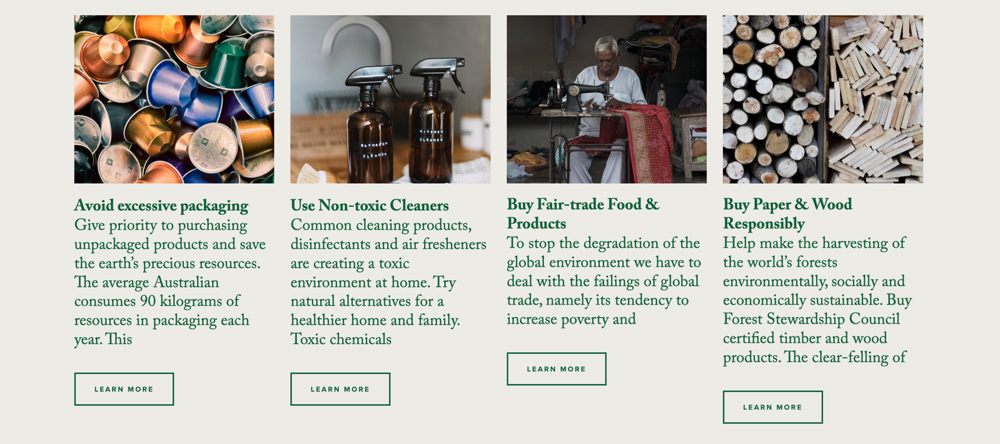 BATHROOM
CLEANER
KITCHEN
CLEANER
Avoid excessive packaging
Give priority to purchasing
unpackaged products and save
the earth’s precious resources.
The average Australian
consumes 90 kilograms of
resources in packaging each
year. This
LEARN MORE
Use Non-toxic Cleaners
Common cleaning products,
disinfectants and air fresheners
are creating a toxic
environment at home. Try
natural alternatives for a
healthier home and family.
Toxic chemicals
LEARN MORE
Buy Fair-trade Food &
Products
To stop the degradation of the
global environment we have to
deal with the failings of global
trade, namely its tendency to
increase poverty and
LEARN MORE
Buy Paper & Wood
Responsibly
Help make the harvesting of
the world’s forests
environmentally, socially and
economically sustainable. Buy
Forest Stewardship Council
certified timber and wood
products. The clear-felling of
LEARN MORE